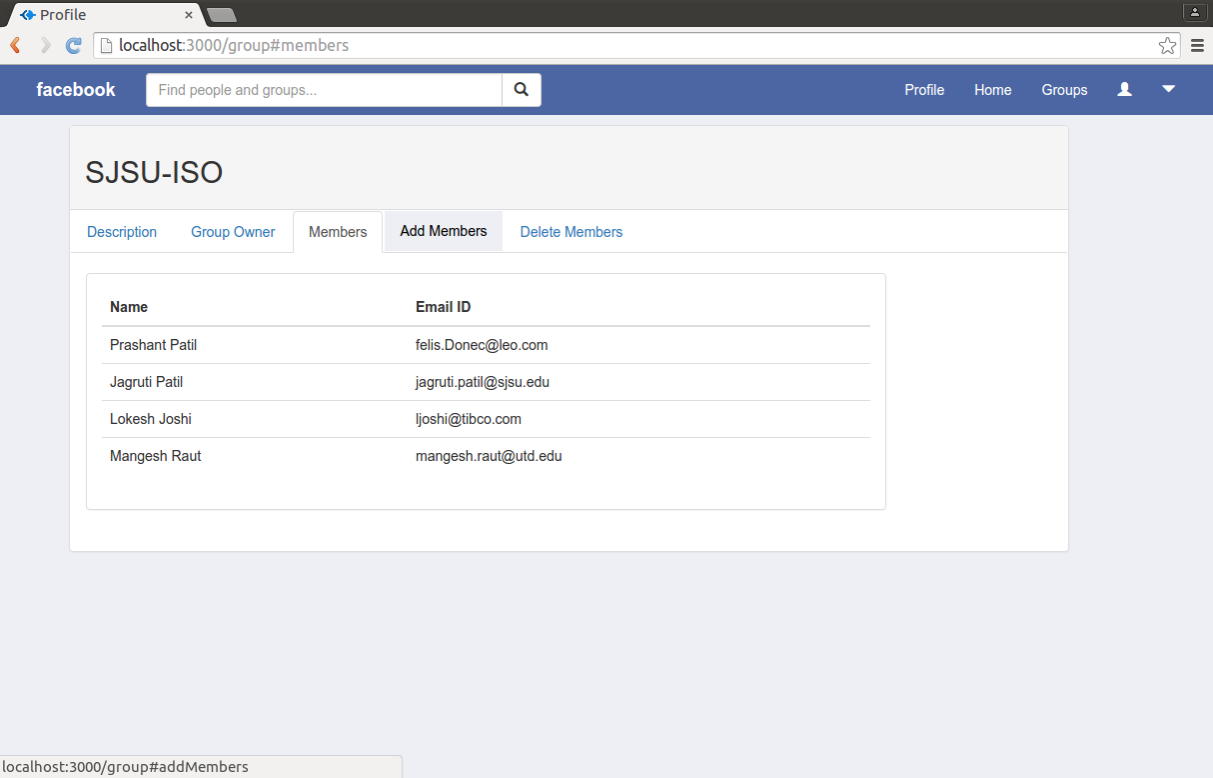 Profile
localhost:3000/group#members
facebook Find people and groups... Profile Home Groups
SJSU-ISO
Description Group Owner Members Add Members Delete Members
Name Email ID
Prashant Patil felis.Donec@leo.com
Jagruti Patil jagruti.patil@sjsu.edu
Lokesh Joshi ljoshi@tibco.com
Mangesh Raut mangesh.raut@utd.edu
localhost:3000/group#addMembers